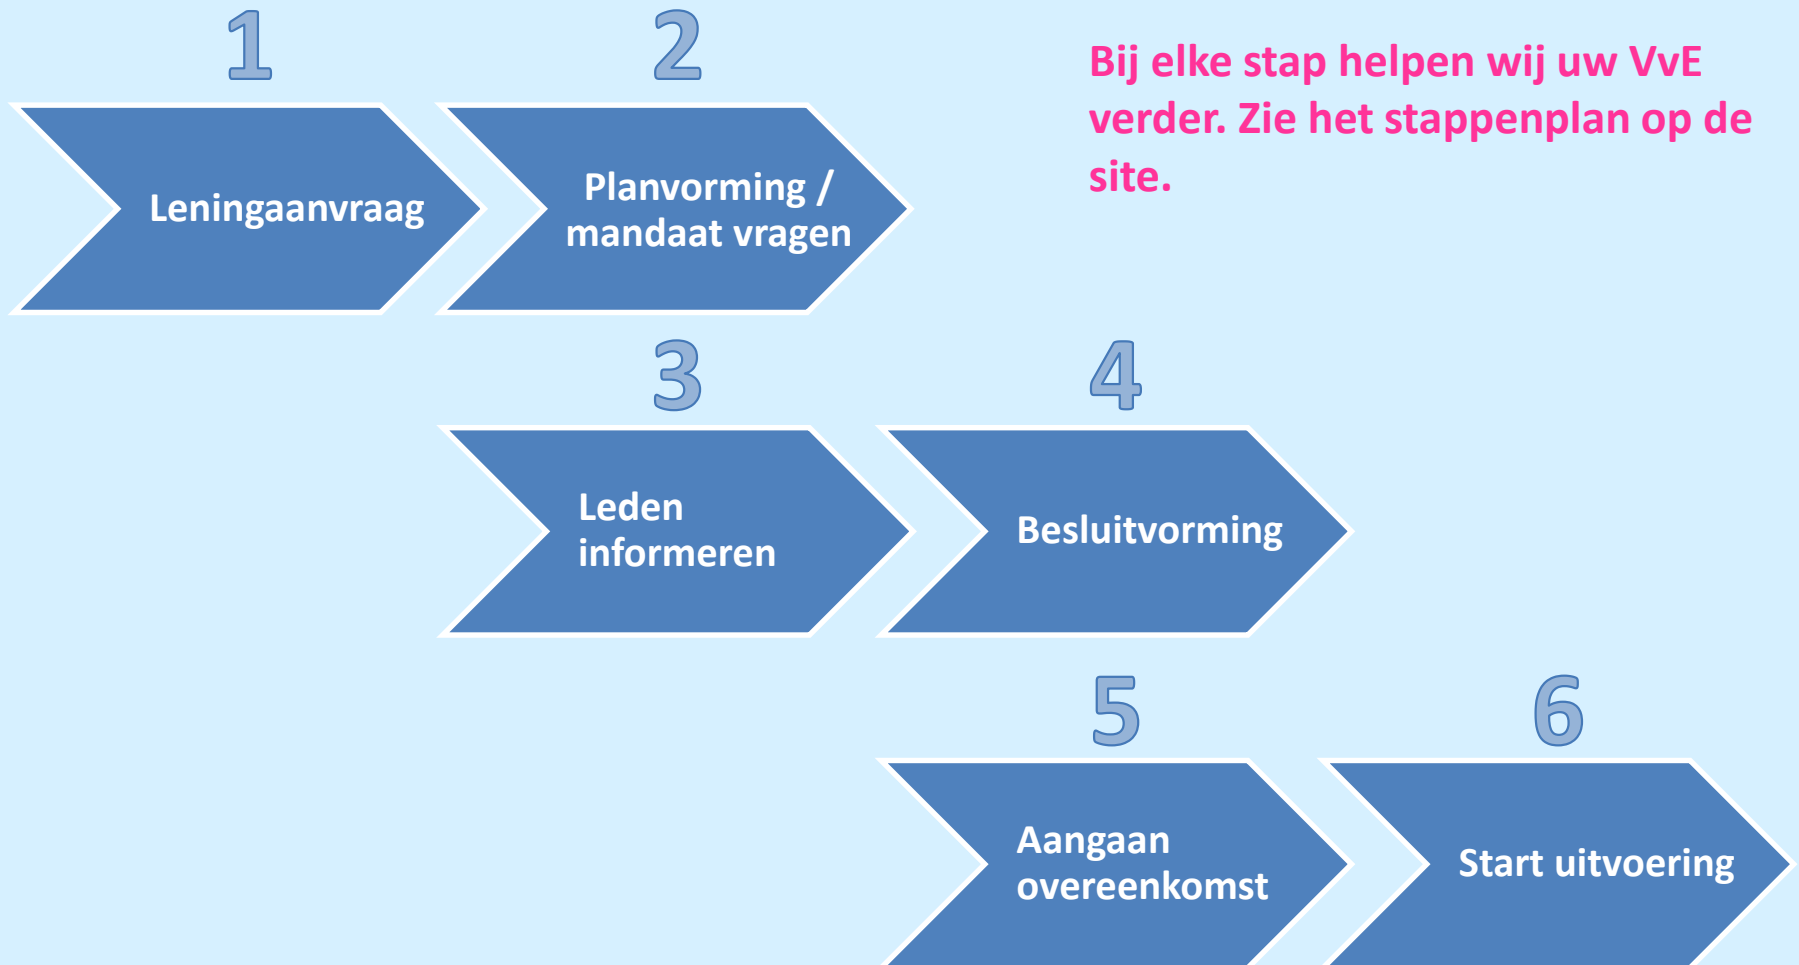 1
2
Bij elke stap helpen wij uw VvE
verder. Zie het stappenplan op de
site.
Leningaanvraag
Planvorming /
mandaat vragen
3
4
Leden
informeren
Besluitvorming
5
6
Aangaan
overeenkomst
Start uitvoering